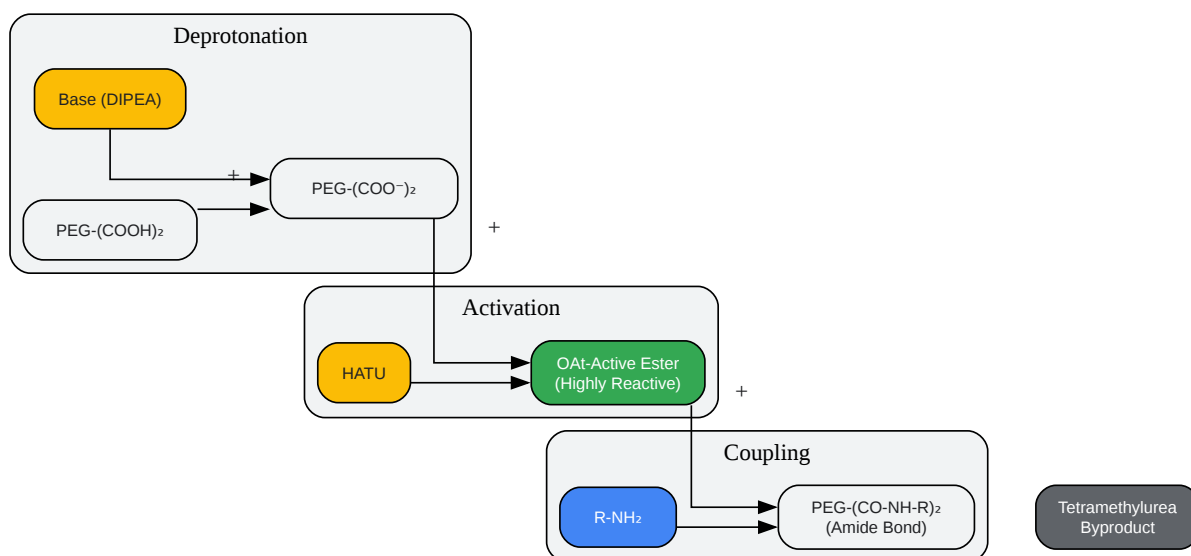 Deprotonation
Base (DIPEA)
+
PEG-(COO⁻)₂
PEG-(COOH)₂
+
Activation
HATU
OAt-Active Ester
(Highly Reactive)
+
Coupling
R-NH₂
PEG-(CO-NH-R)₂
(Amide Bond)
Tetramethylurea
Byproduct